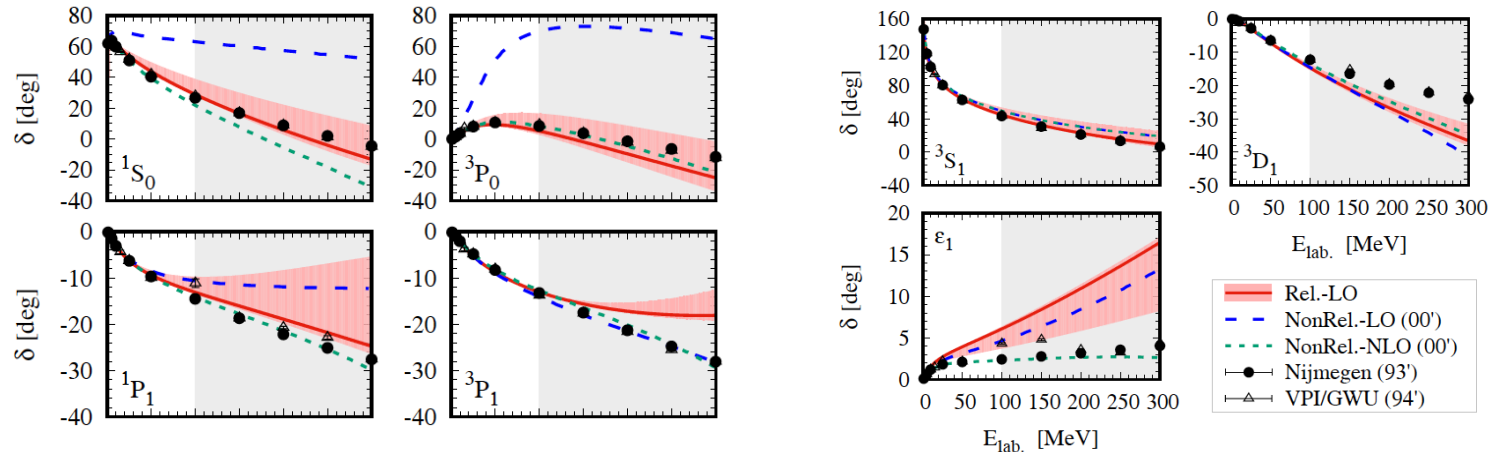 80
60
40
20
0
-20
-40
δ [deg]
¹S₀
80
60
40
20
0
-20
-40
³P₀
0
-10
-20
-30
-40
δ [deg]
¹P₁
0
-10
-20
-30
-40
³P₁
160
120
80
40
0
-40
δ [deg]
³S₁
0
-10
-20
-30
-40
-50
³D₁
0 50 100 150 200 250 300
E_lab. [MeV]
20
15
10
5
0
δ [deg]
ε₁
0 50 100 150 200 250 300
E_lab. [MeV]
Rel.-LO
NonRel.-LO (00')
NonRel.-NLO (00')
Nijmegen (93')
VPI/GWU (94')